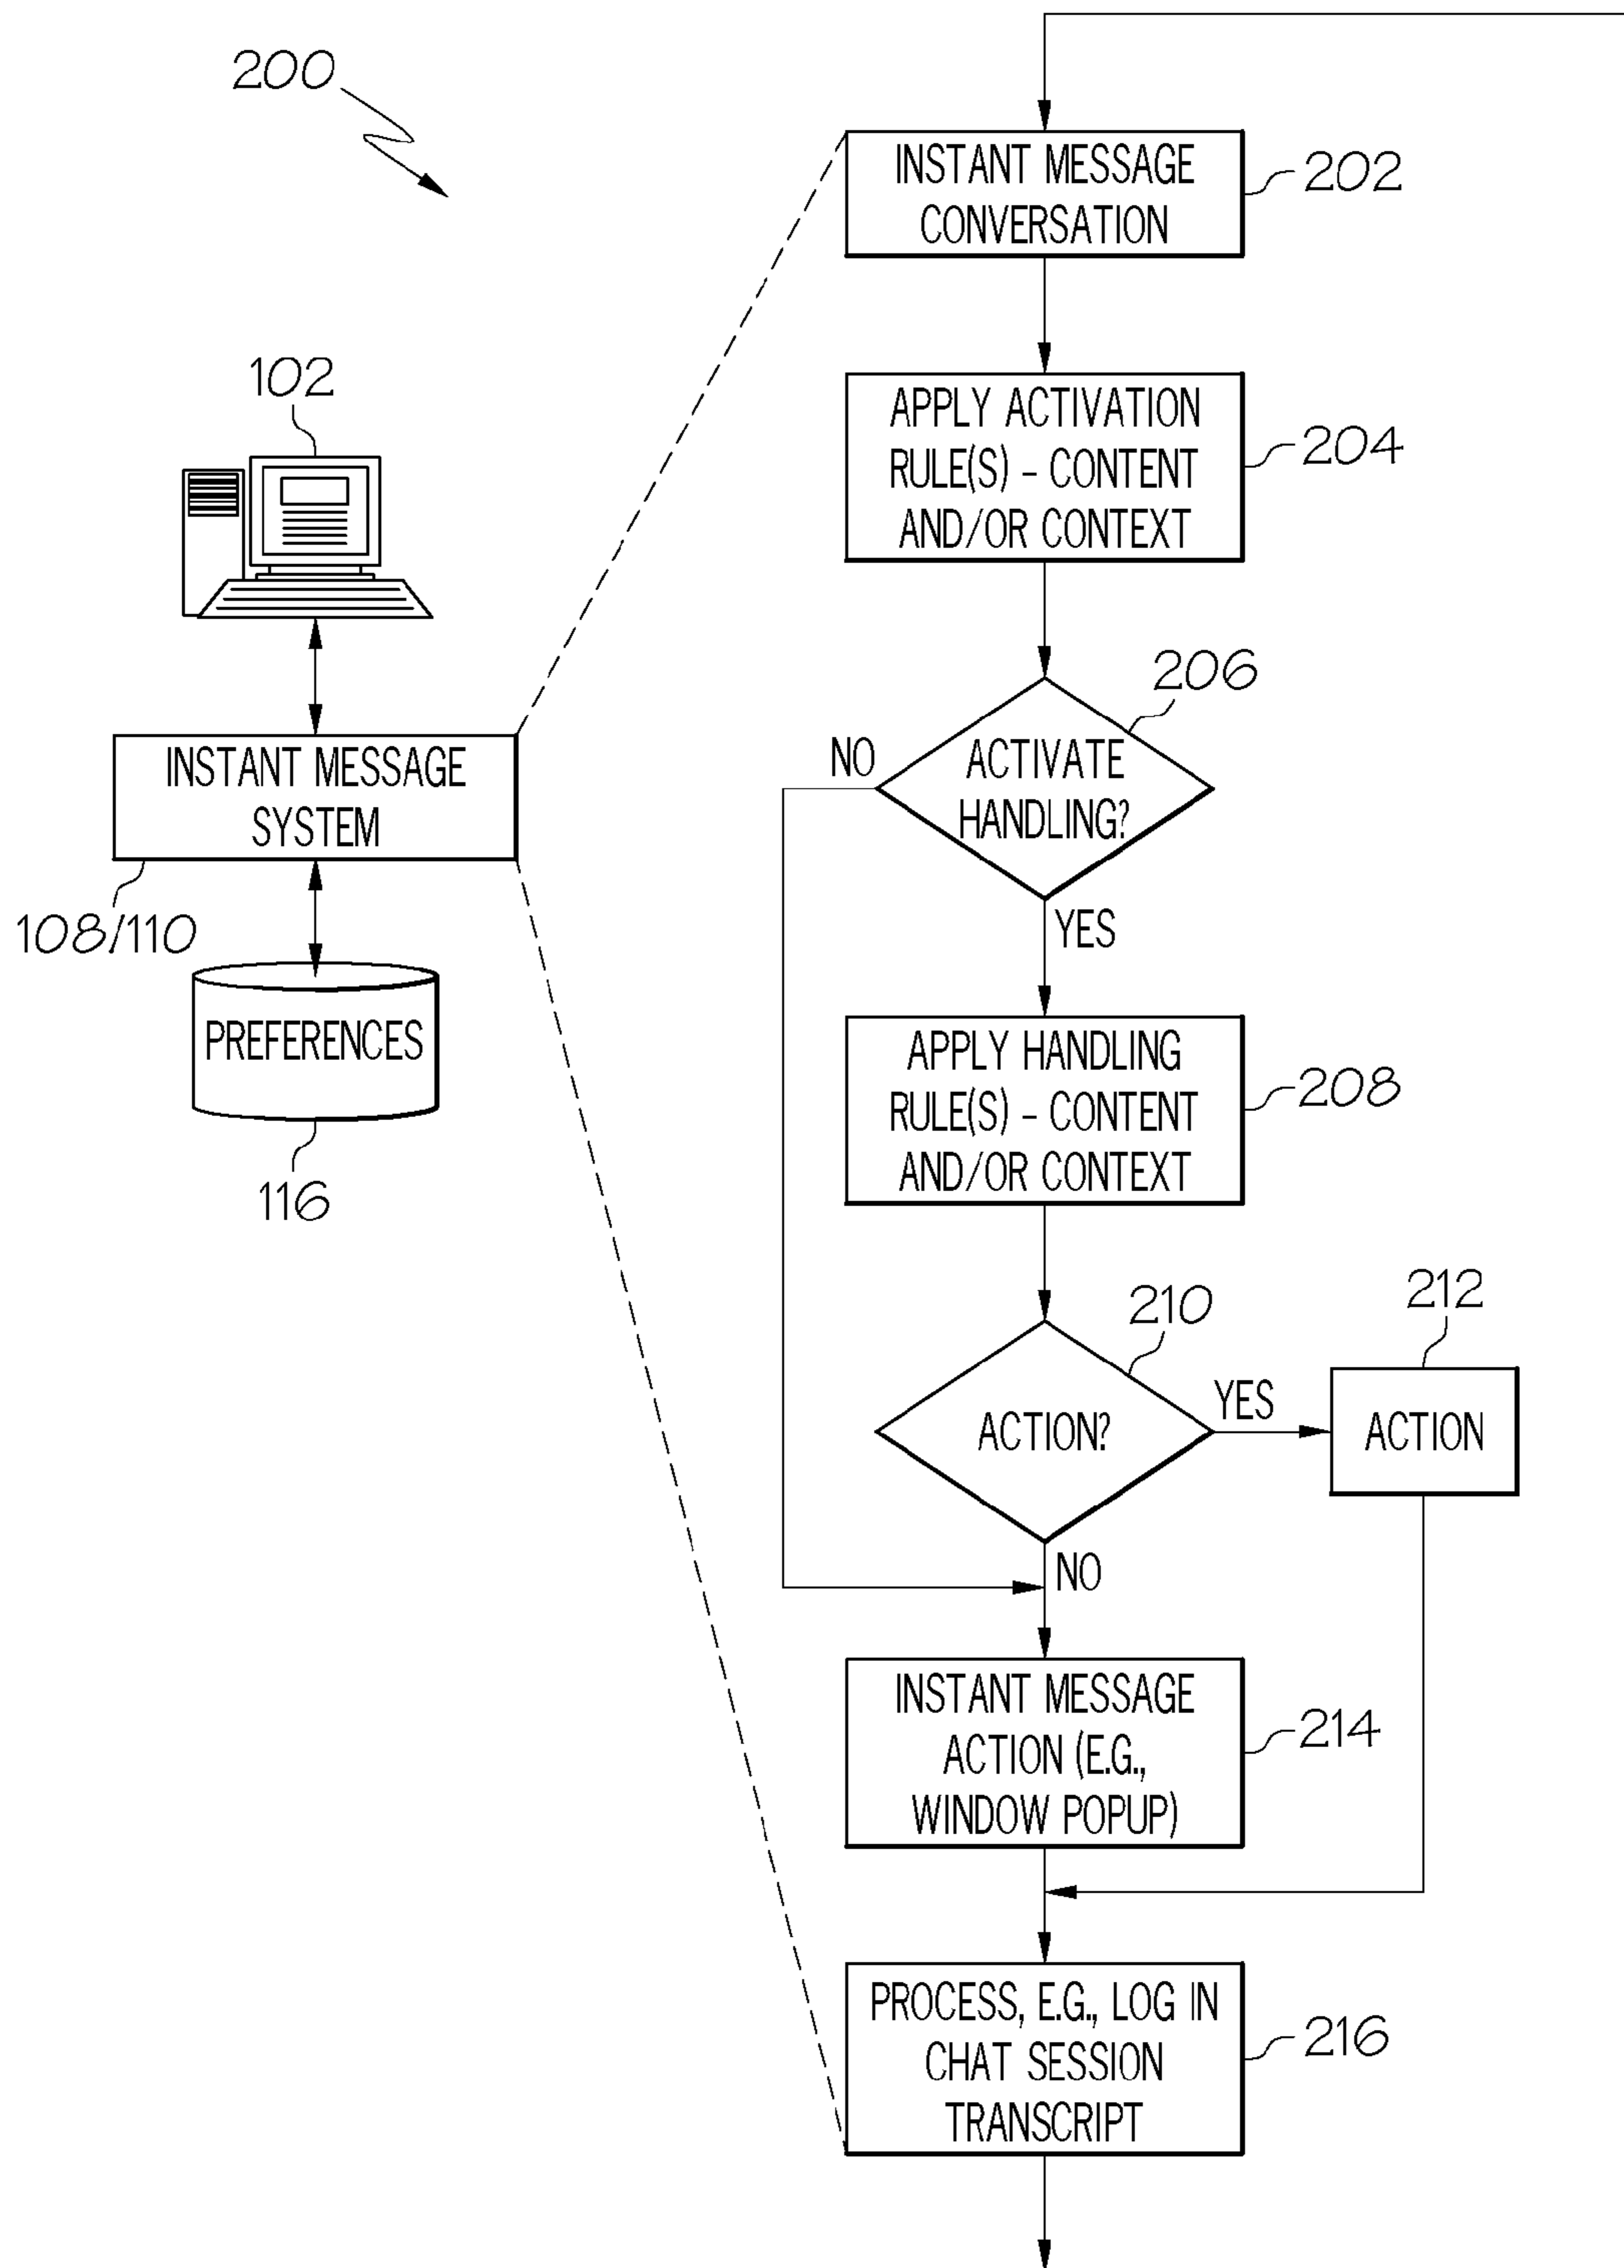 200
102
INSTANT MESSAGE
SYSTEM
108/110
PREFERENCES
116
INSTANT MESSAGE
CONVERSATION
202
APPLY ACTIVATION
RULE(S) – CONTENT
AND/OR CONTEXT
204
206
ACTIVATE
HANDLING?
NO
YES
APPLY HANDLING
RULE(S) – CONTENT
AND/OR CONTEXT
208
210
ACTION?
YES
212
ACTION
NO
INSTANT MESSAGE
ACTION (E.G.,
WINDOW POPUP)
214
PROCESS, E.G., LOG IN
CHAT SESSION
TRANSCRIPT
216